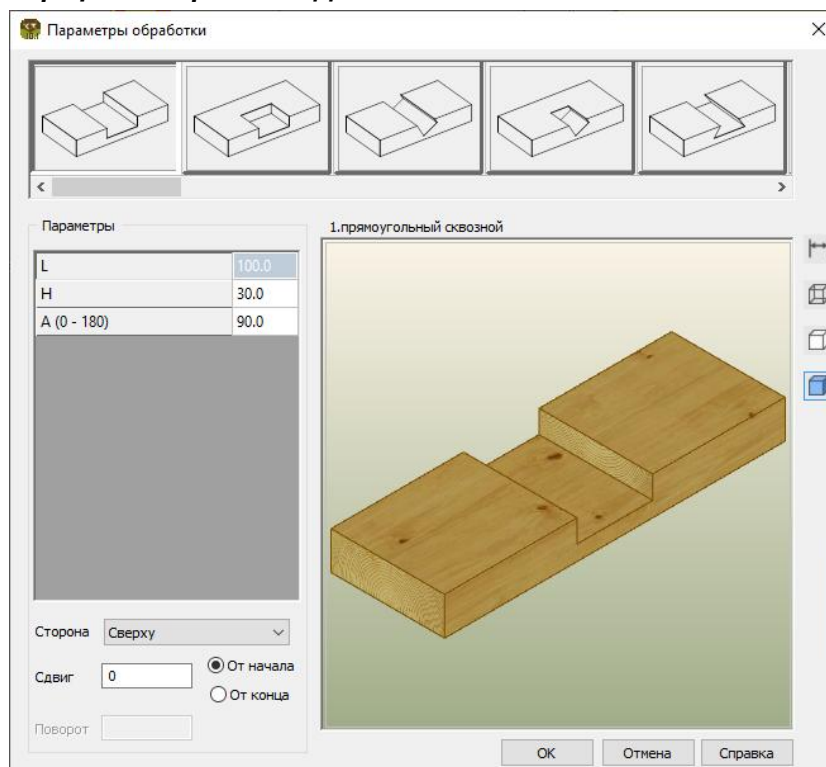 Параметры обработки
Параметры
1.прямоугольный сквозной
L 100.0
H 30.0
A (0 - 180) 90.0
Сторона Сверху
Сдвиг 0
От начала
От конца
Поворот
OK Отмена Справка